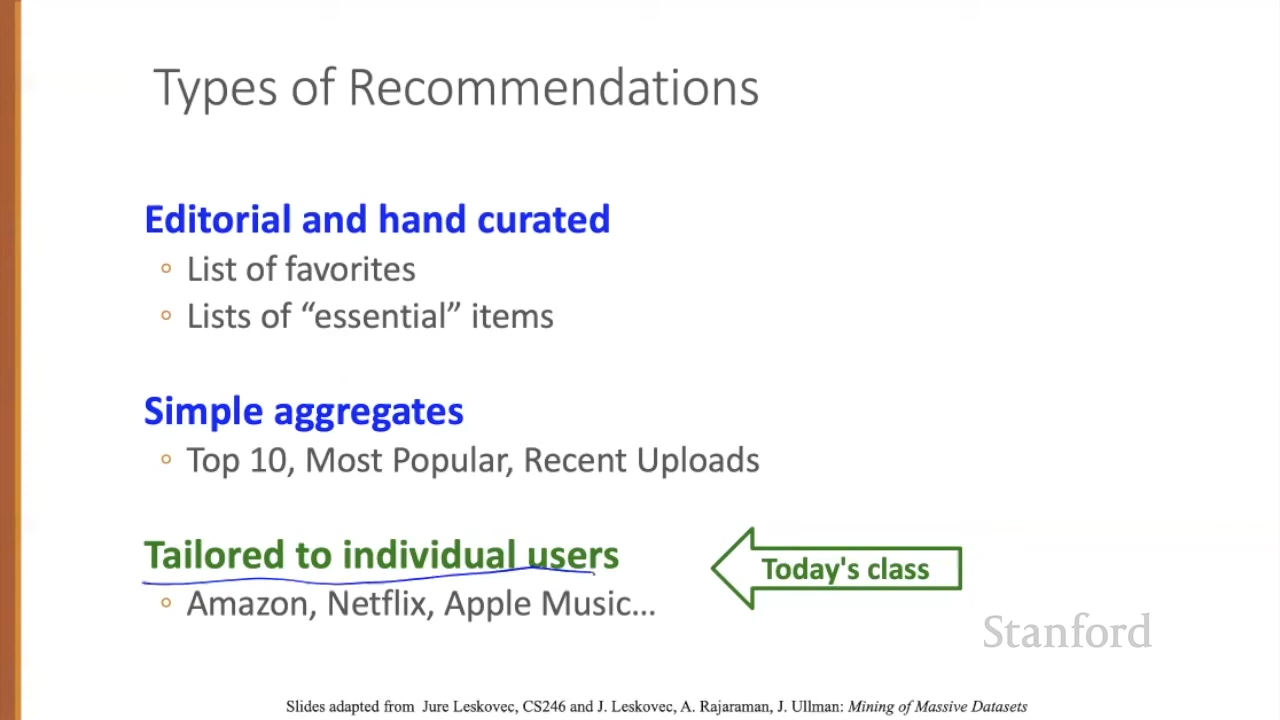 Types of Recommendations
Editorial and hand curated
◦ List of favorites
◦ Lists of “essential” items
Simple aggregates
◦ Top 10, Most Popular, Recent Uploads
Tailored to individual users
Today's class
◦ Amazon, Netflix, Apple Music…
Stanford
Slides adapted from Jure Leskovec, CS246 and J. Leskovec, A. Rajaraman, J. Ullman: Mining of Massive Datasets